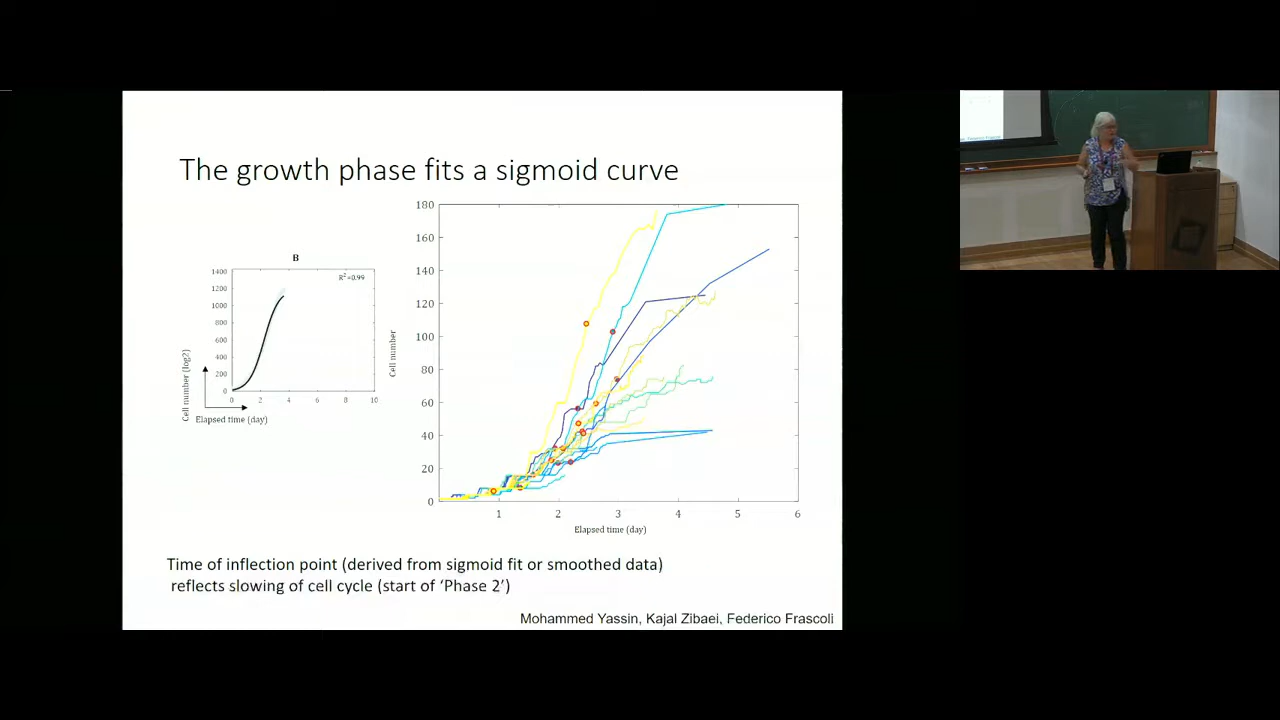 The growth phase fits a sigmoid curve
B
R²=0.99
1400
1200
1000
800
600
400
200
0
0 2 4 6 8 10
Cell number (log2)
Elapsed time (day)
180
160
140
120
100
80
60
40
20
0
1 2 3 4 5 6
Cell number
Elapsed time (day)
Time of inflection point (derived from sigmoid fit or smoothed data)
reflects slowing of cell cycle (start of ‘Phase 2’)
Mohammed Yassin, Kajal Zibaei, Federico Frascoli